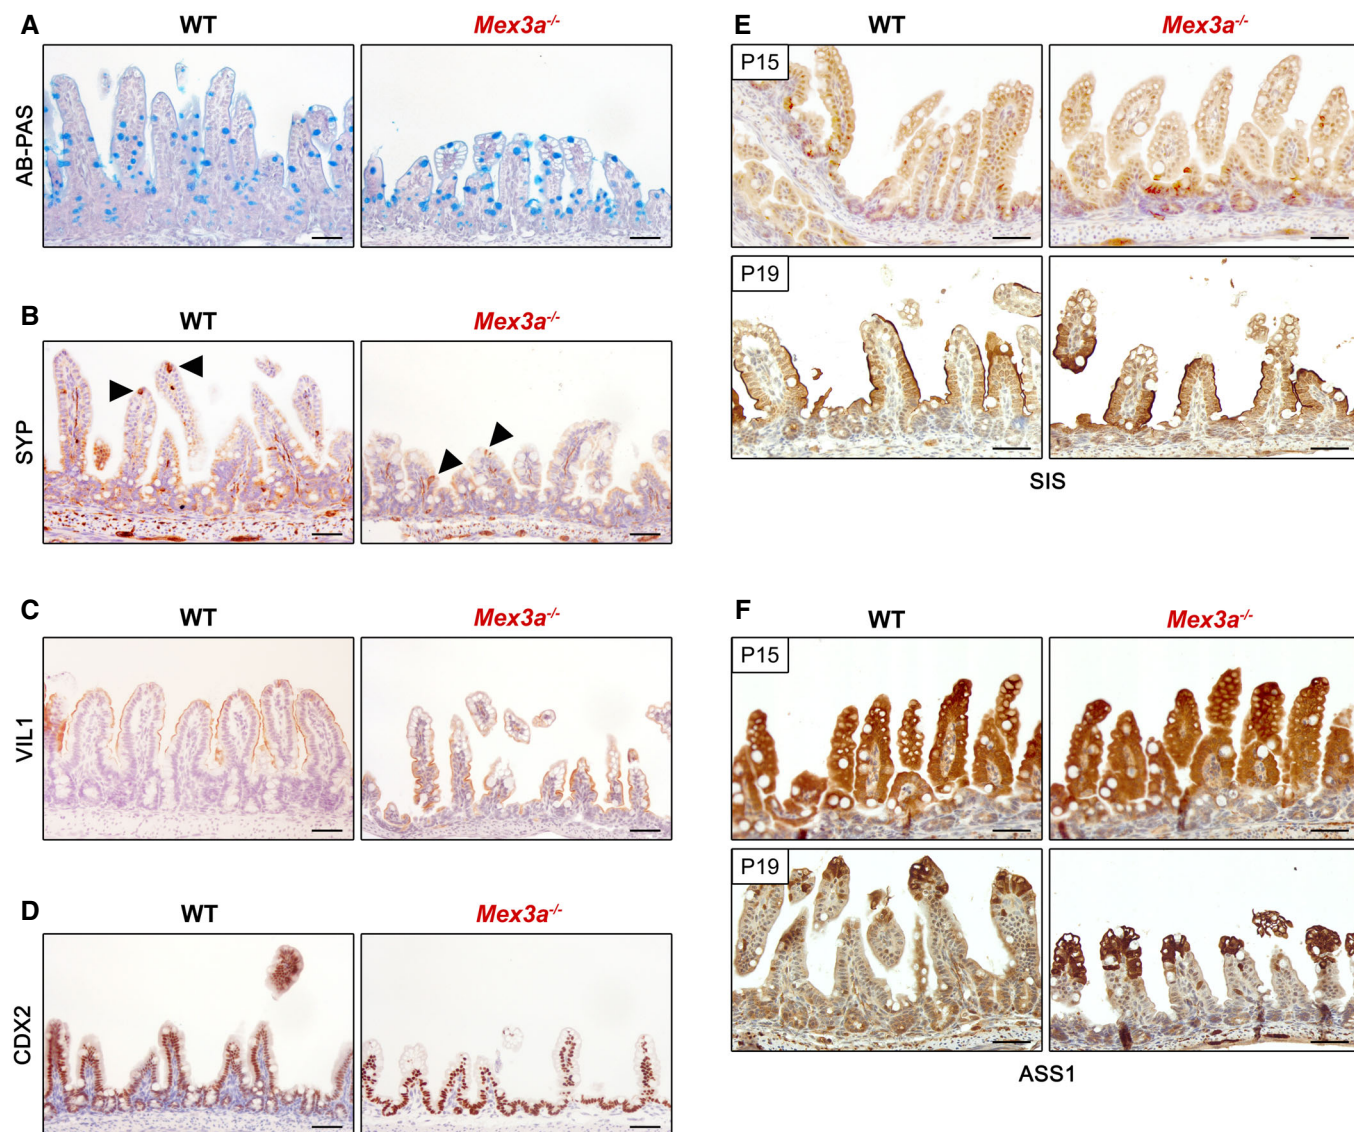 A
WT
Mex3a-/-
AB-PAS
B
WT
Mex3a-/-
SYP
C
WT
Mex3a-/-
VIL1
D
WT
Mex3a-/-
CDX2
E
WT
Mex3a-/-
P15
P19
SIS
F
WT
Mex3a-/-
P15
P19
ASS1